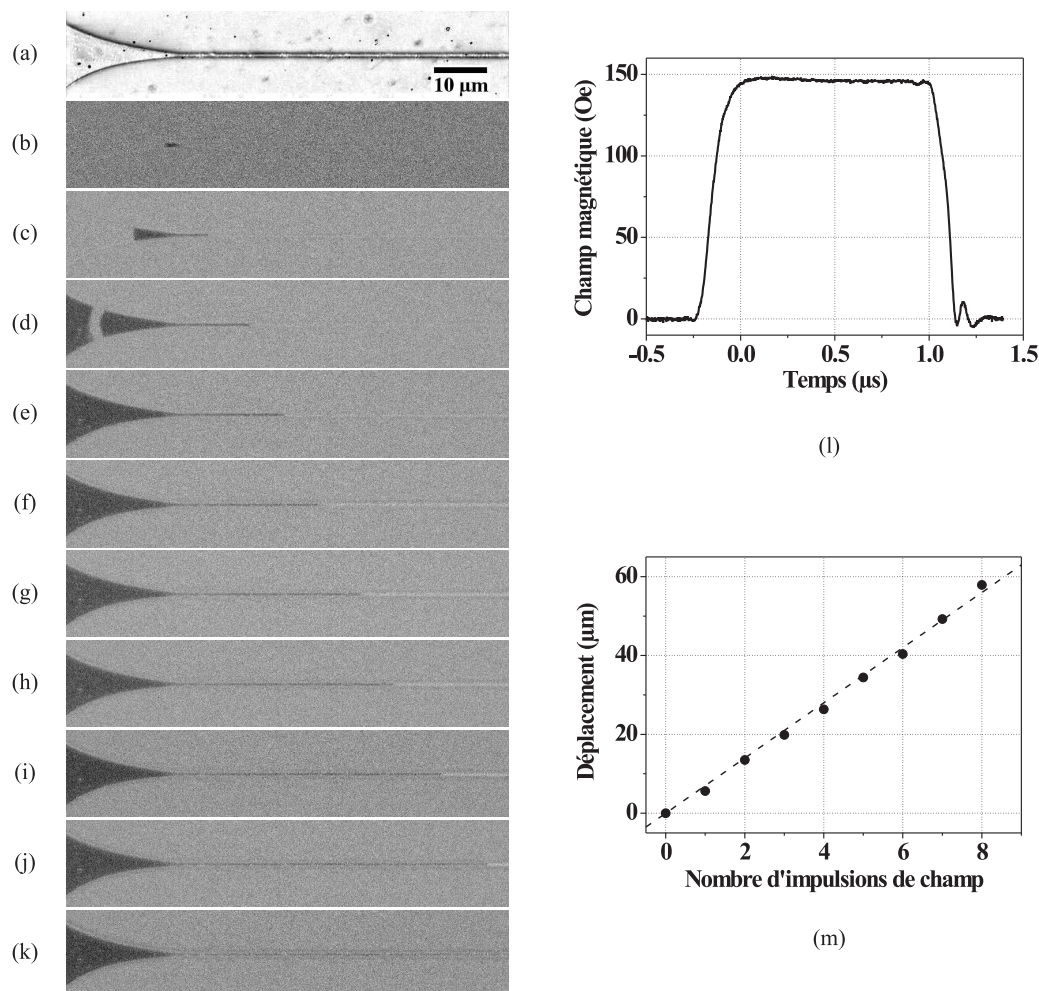 (a)
10 µm
(b)
(c)
(d)
(e)
(f)
(g)
(h)
(i)
(j)
(k)
150
100
50
0
Champ magnétique (Oe)
-0.5 0.0 0.5 1.0 1.5
Temps (µs)
(l)
60
40
20
0
Déplacement (µm)
0 2 4 6 8
Nombre d'impulsions de champ
(m)